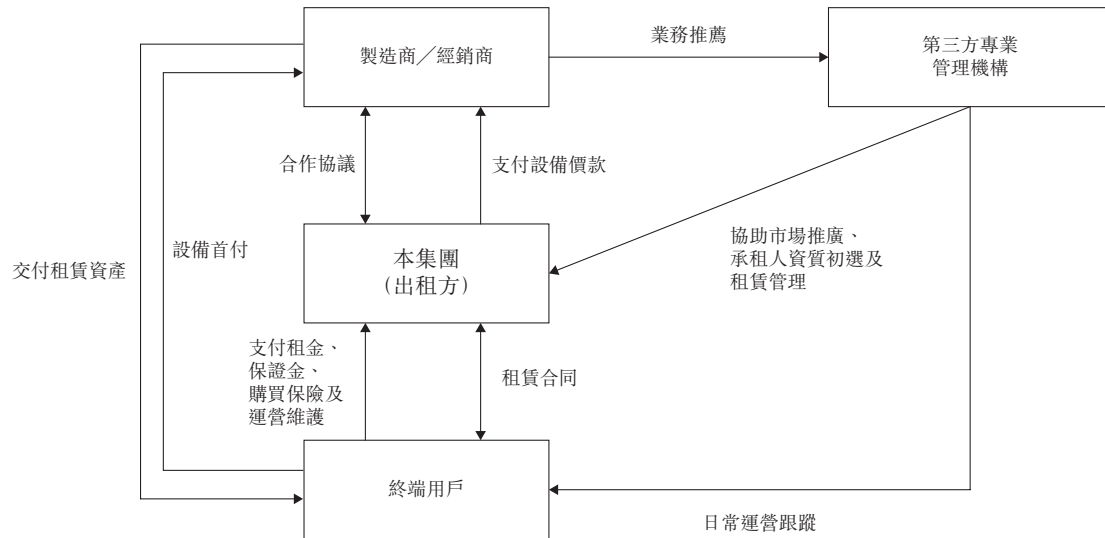 製造商／經銷商
業務推薦
第三方專業
管理機構
合作協議
支付設備價款
設備首付
交付租賃資產
本集團
(出租方)
協助市場推廣、
承租人資質初選及
租賃管理
支付租金、
保證金、
購買保險及
運營維護
租賃合同
終端用戶
日常運營跟蹤